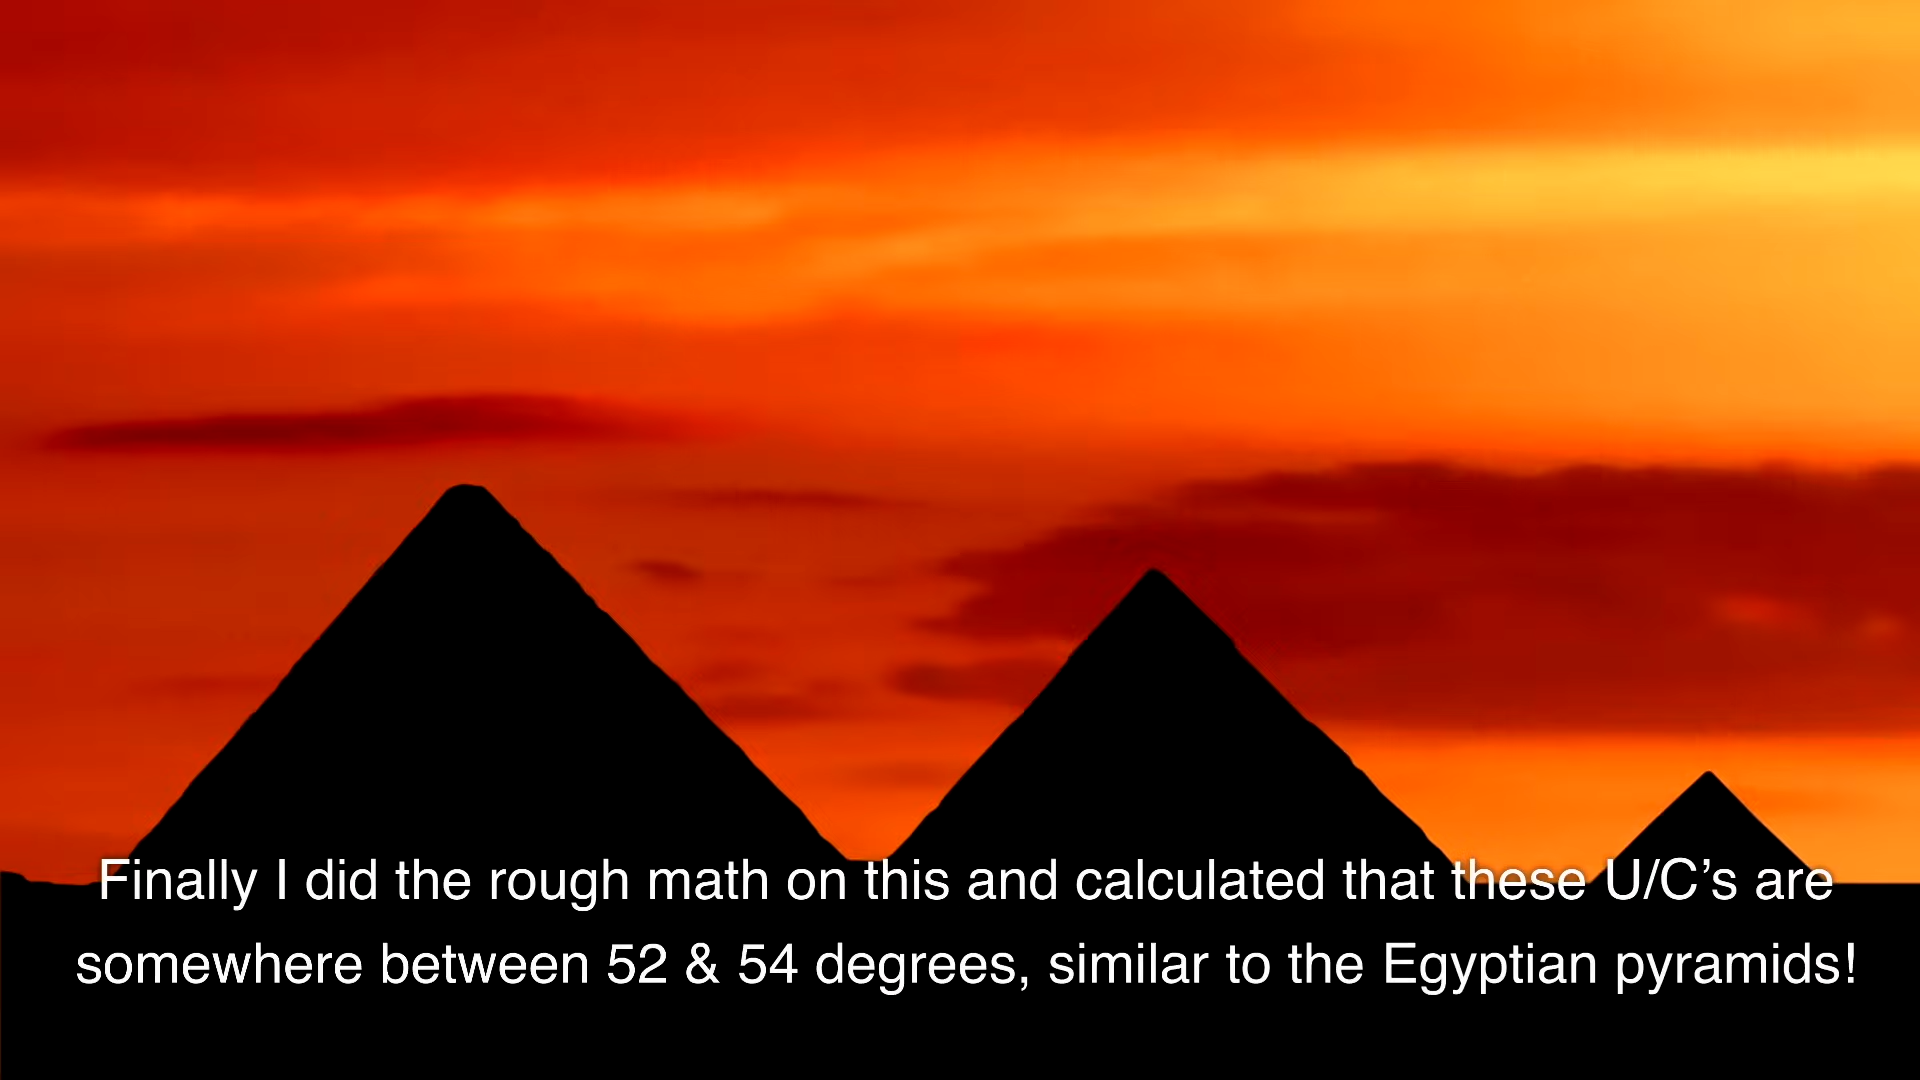 Finally I did the rough math on this and calculated that these U/C’s are
somewhere between 52 & 54 degrees, similar to the Egyptian pyramids!